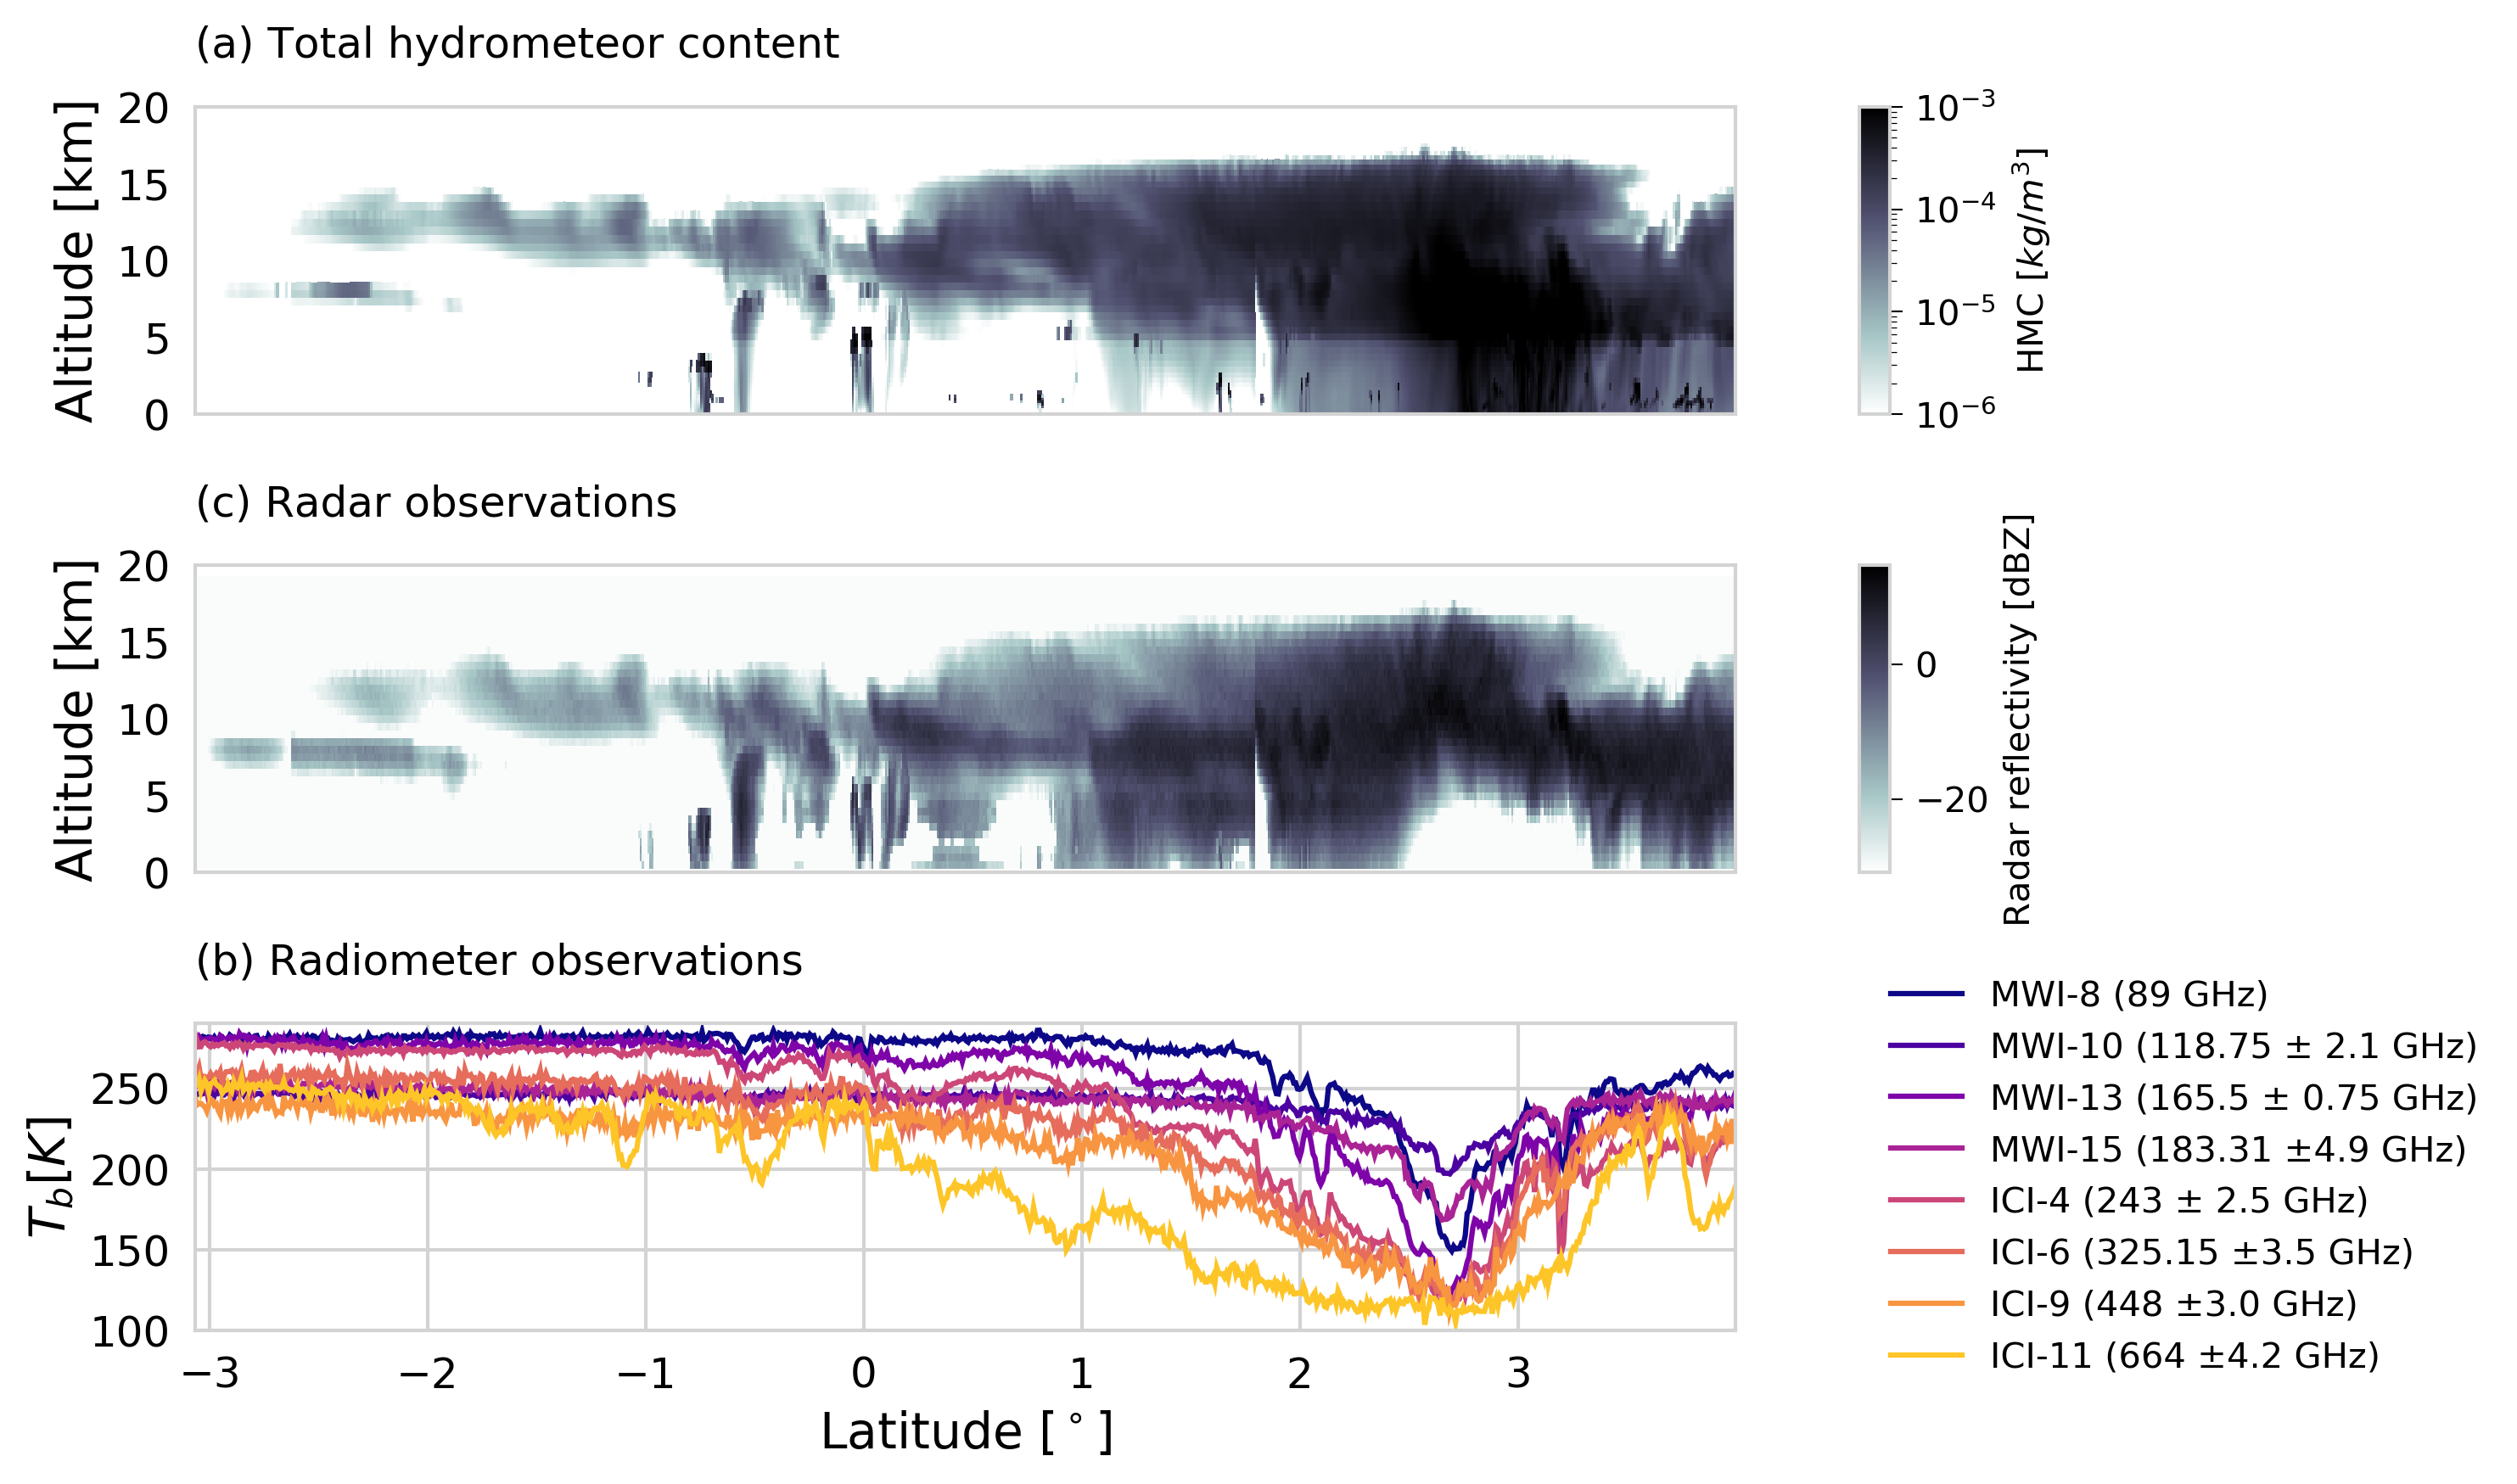 (a) Total hydrometeor content
Altitude [km]
20
15
10
5
0
10⁻³
10⁻⁴
10⁻⁵
10⁻⁶
HMC [kg/m³]
(c) Radar observations
Altitude [km]
20
15
10
5
0
0
−20
Radar reflectivity [dBZ]
(b) Radiometer observations
T_b[K]
250
200
150
100
−3 −2 −1 0 1 2 3
Latitude [°]
MWI-8 (89 GHz)
MWI-10 (118.75 ± 2.1 GHz)
MWI-13 (165.5 ± 0.75 GHz)
MWI-15 (183.31 ±4.9 GHz)
ICI-4 (243 ± 2.5 GHz)
ICI-6 (325.15 ±3.5 GHz)
ICI-9 (448 ±3.0 GHz)
ICI-11 (664 ±4.2 GHz)